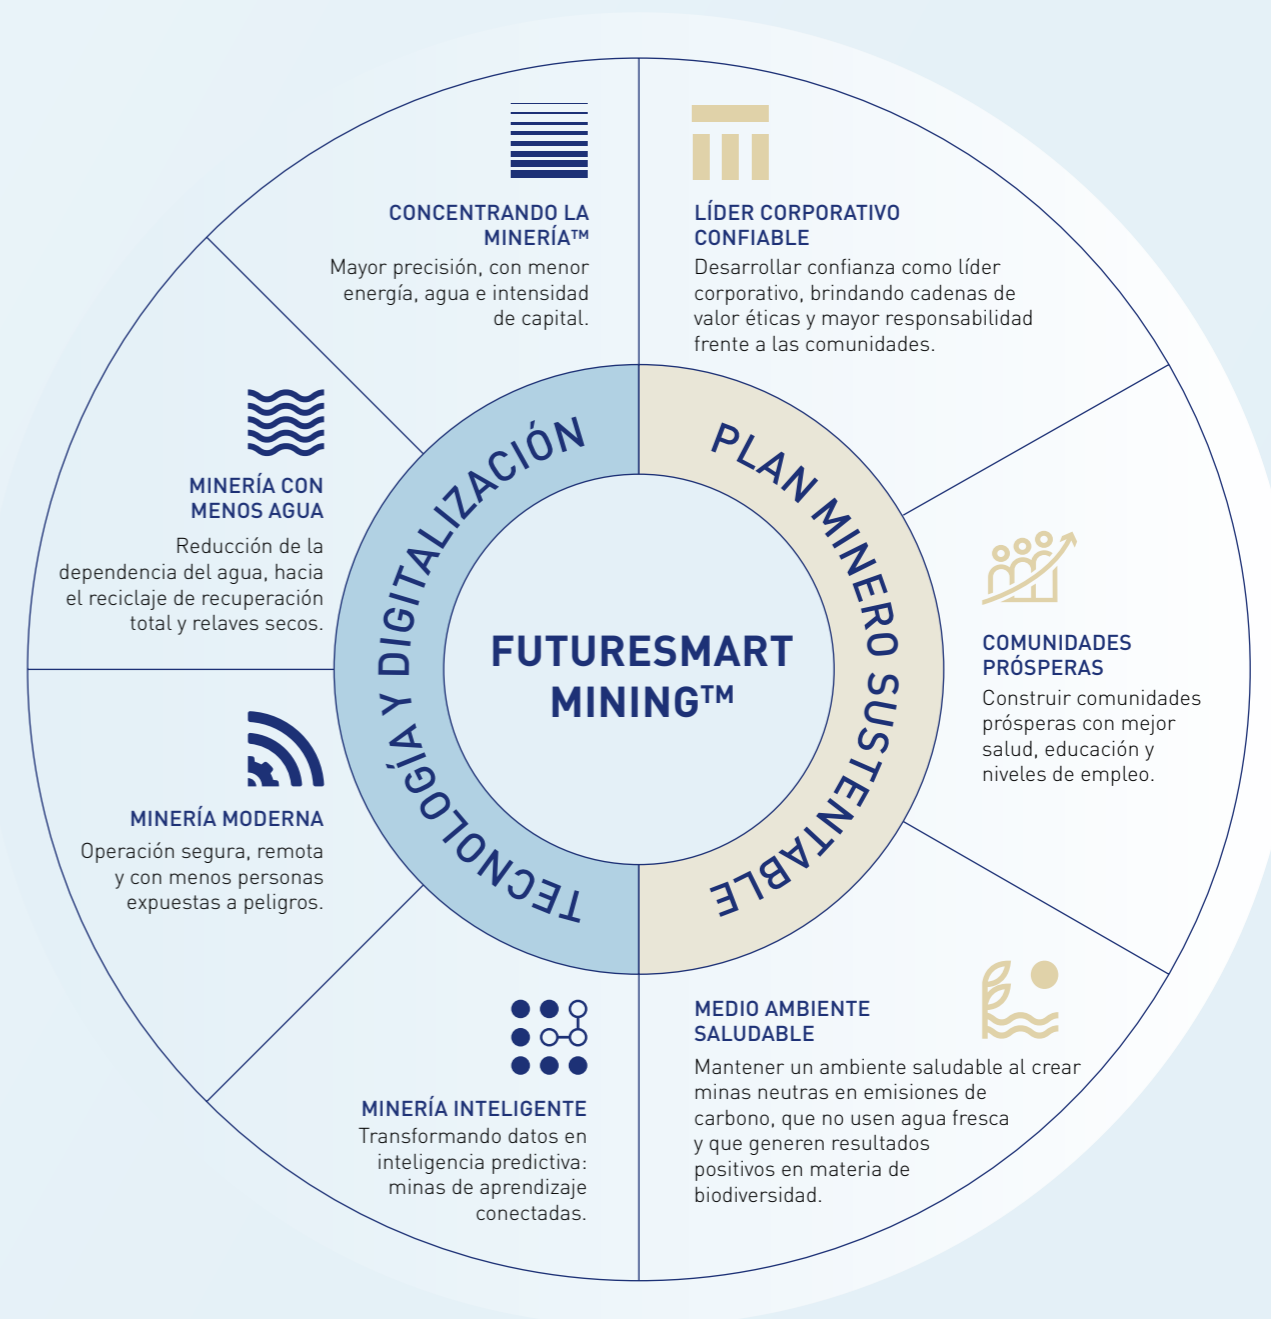 CONCENTRANDO LA
MINERÍA™
Mayor precisión, con menor
energía, agua e intensidad
de capital.
LÍDER CORPORATIVO
CONFIABLE
Desarrollar confianza como líder
corporativo, brindando cadenas de
valor éticas y mayor responsabilidad
frente a las comunidades.
MINERÍA CON
MENOS AGUA
Reducción de la
dependencia del agua, hacia
el reciclaje de recuperación
total y relaves secos.
TECNOLOGÍA Y DIGITALIZACIÓN
PLAN MINERO SUSTENTABLE
FUTURESMART
MINING™
COMUNIDADES
PRÓSPERAS
Construir comunidades
prósperas con mejor
salud, educación y
niveles de empleo.
MINERÍA MODERNA
Operación segura, remota
y con menos personas
expuestas a peligros.
MINERÍA INTELIGENTE
Transformando datos en
inteligencia predictiva:
minas de aprendizaje
conectadas.
MEDIO AMBIENTE
SALUDABLE
Mantener un ambiente saludable al crear
minas neutras en emisiones de
carbono, que no usen agua fresca
y que generen resultados
positivos en materia de
biodiversidad.